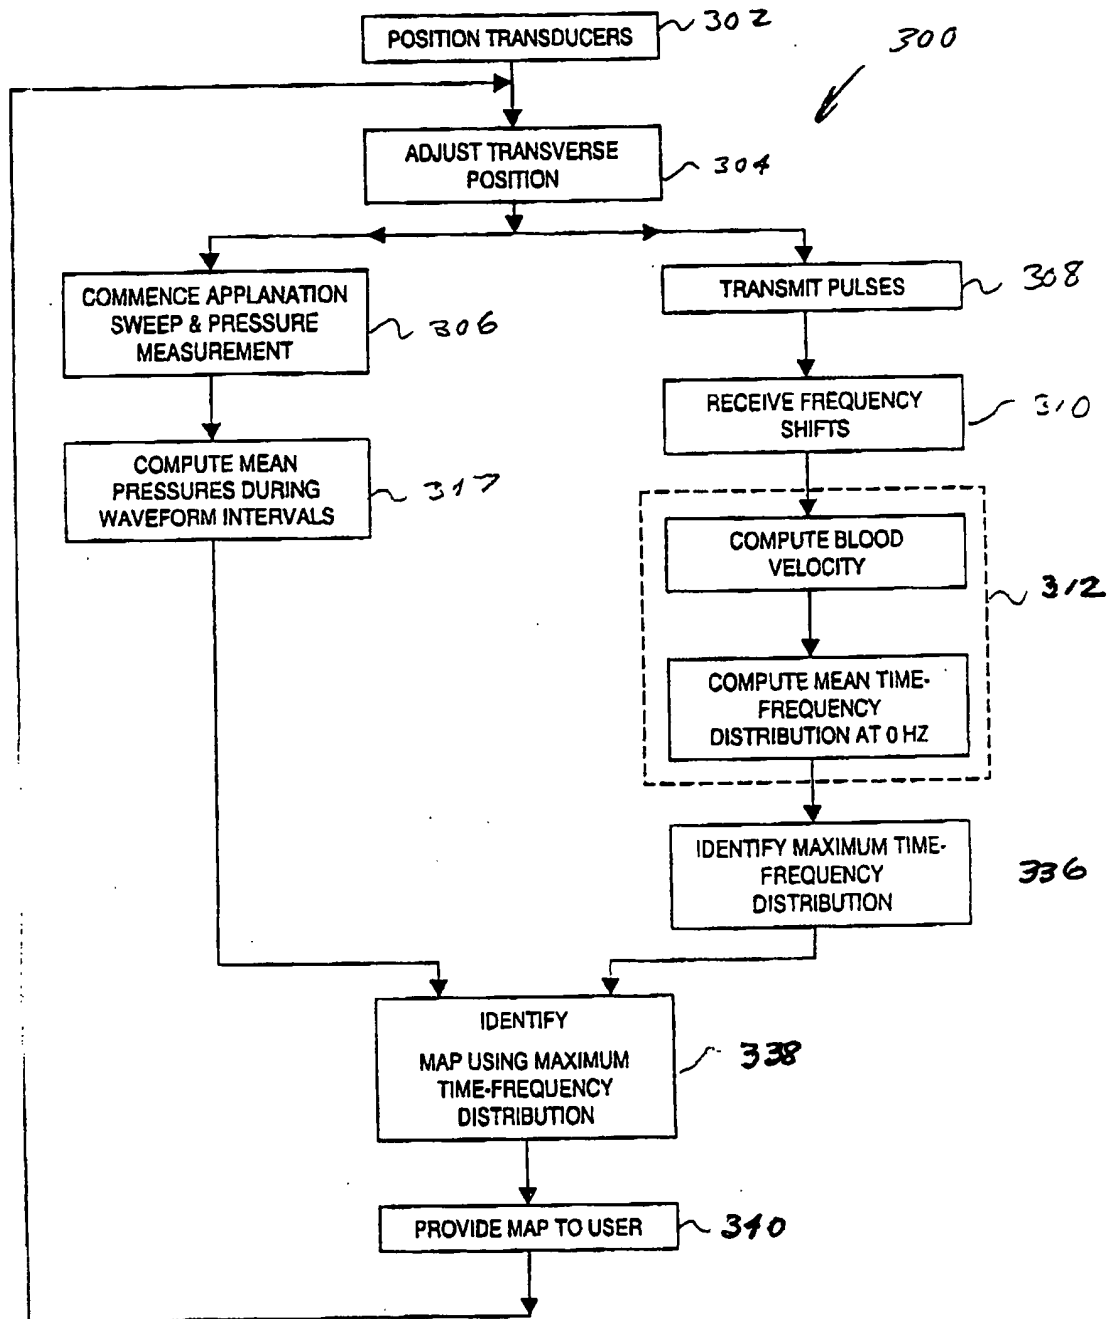 POSITION TRANSDUCERS
302
300
ADJUST TRANSVERSE
POSITION
304
COMMENCE APPLANATION
SWEEP & PRESSURE
MEASUREMENT
306
TRANSMIT PULSES
308
RECEIVE FREQUENCY
SHIFTS
310
COMPUTE MEAN
PRESSURES DURING
WAVEFORM INTERVALS
317
COMPUTE BLOOD
VELOCITY
312
COMPUTE MEAN TIME-
FREQUENCY
DISTRIBUTION AT 0 HZ
IDENTIFY MAXIMUM TIME-
FREQUENCY
DISTRIBUTION
336
IDENTIFY
MAP USING MAXIMUM
TIME-FREQUENCY
DISTRIBUTION
338
PROVIDE MAP TO USER
340